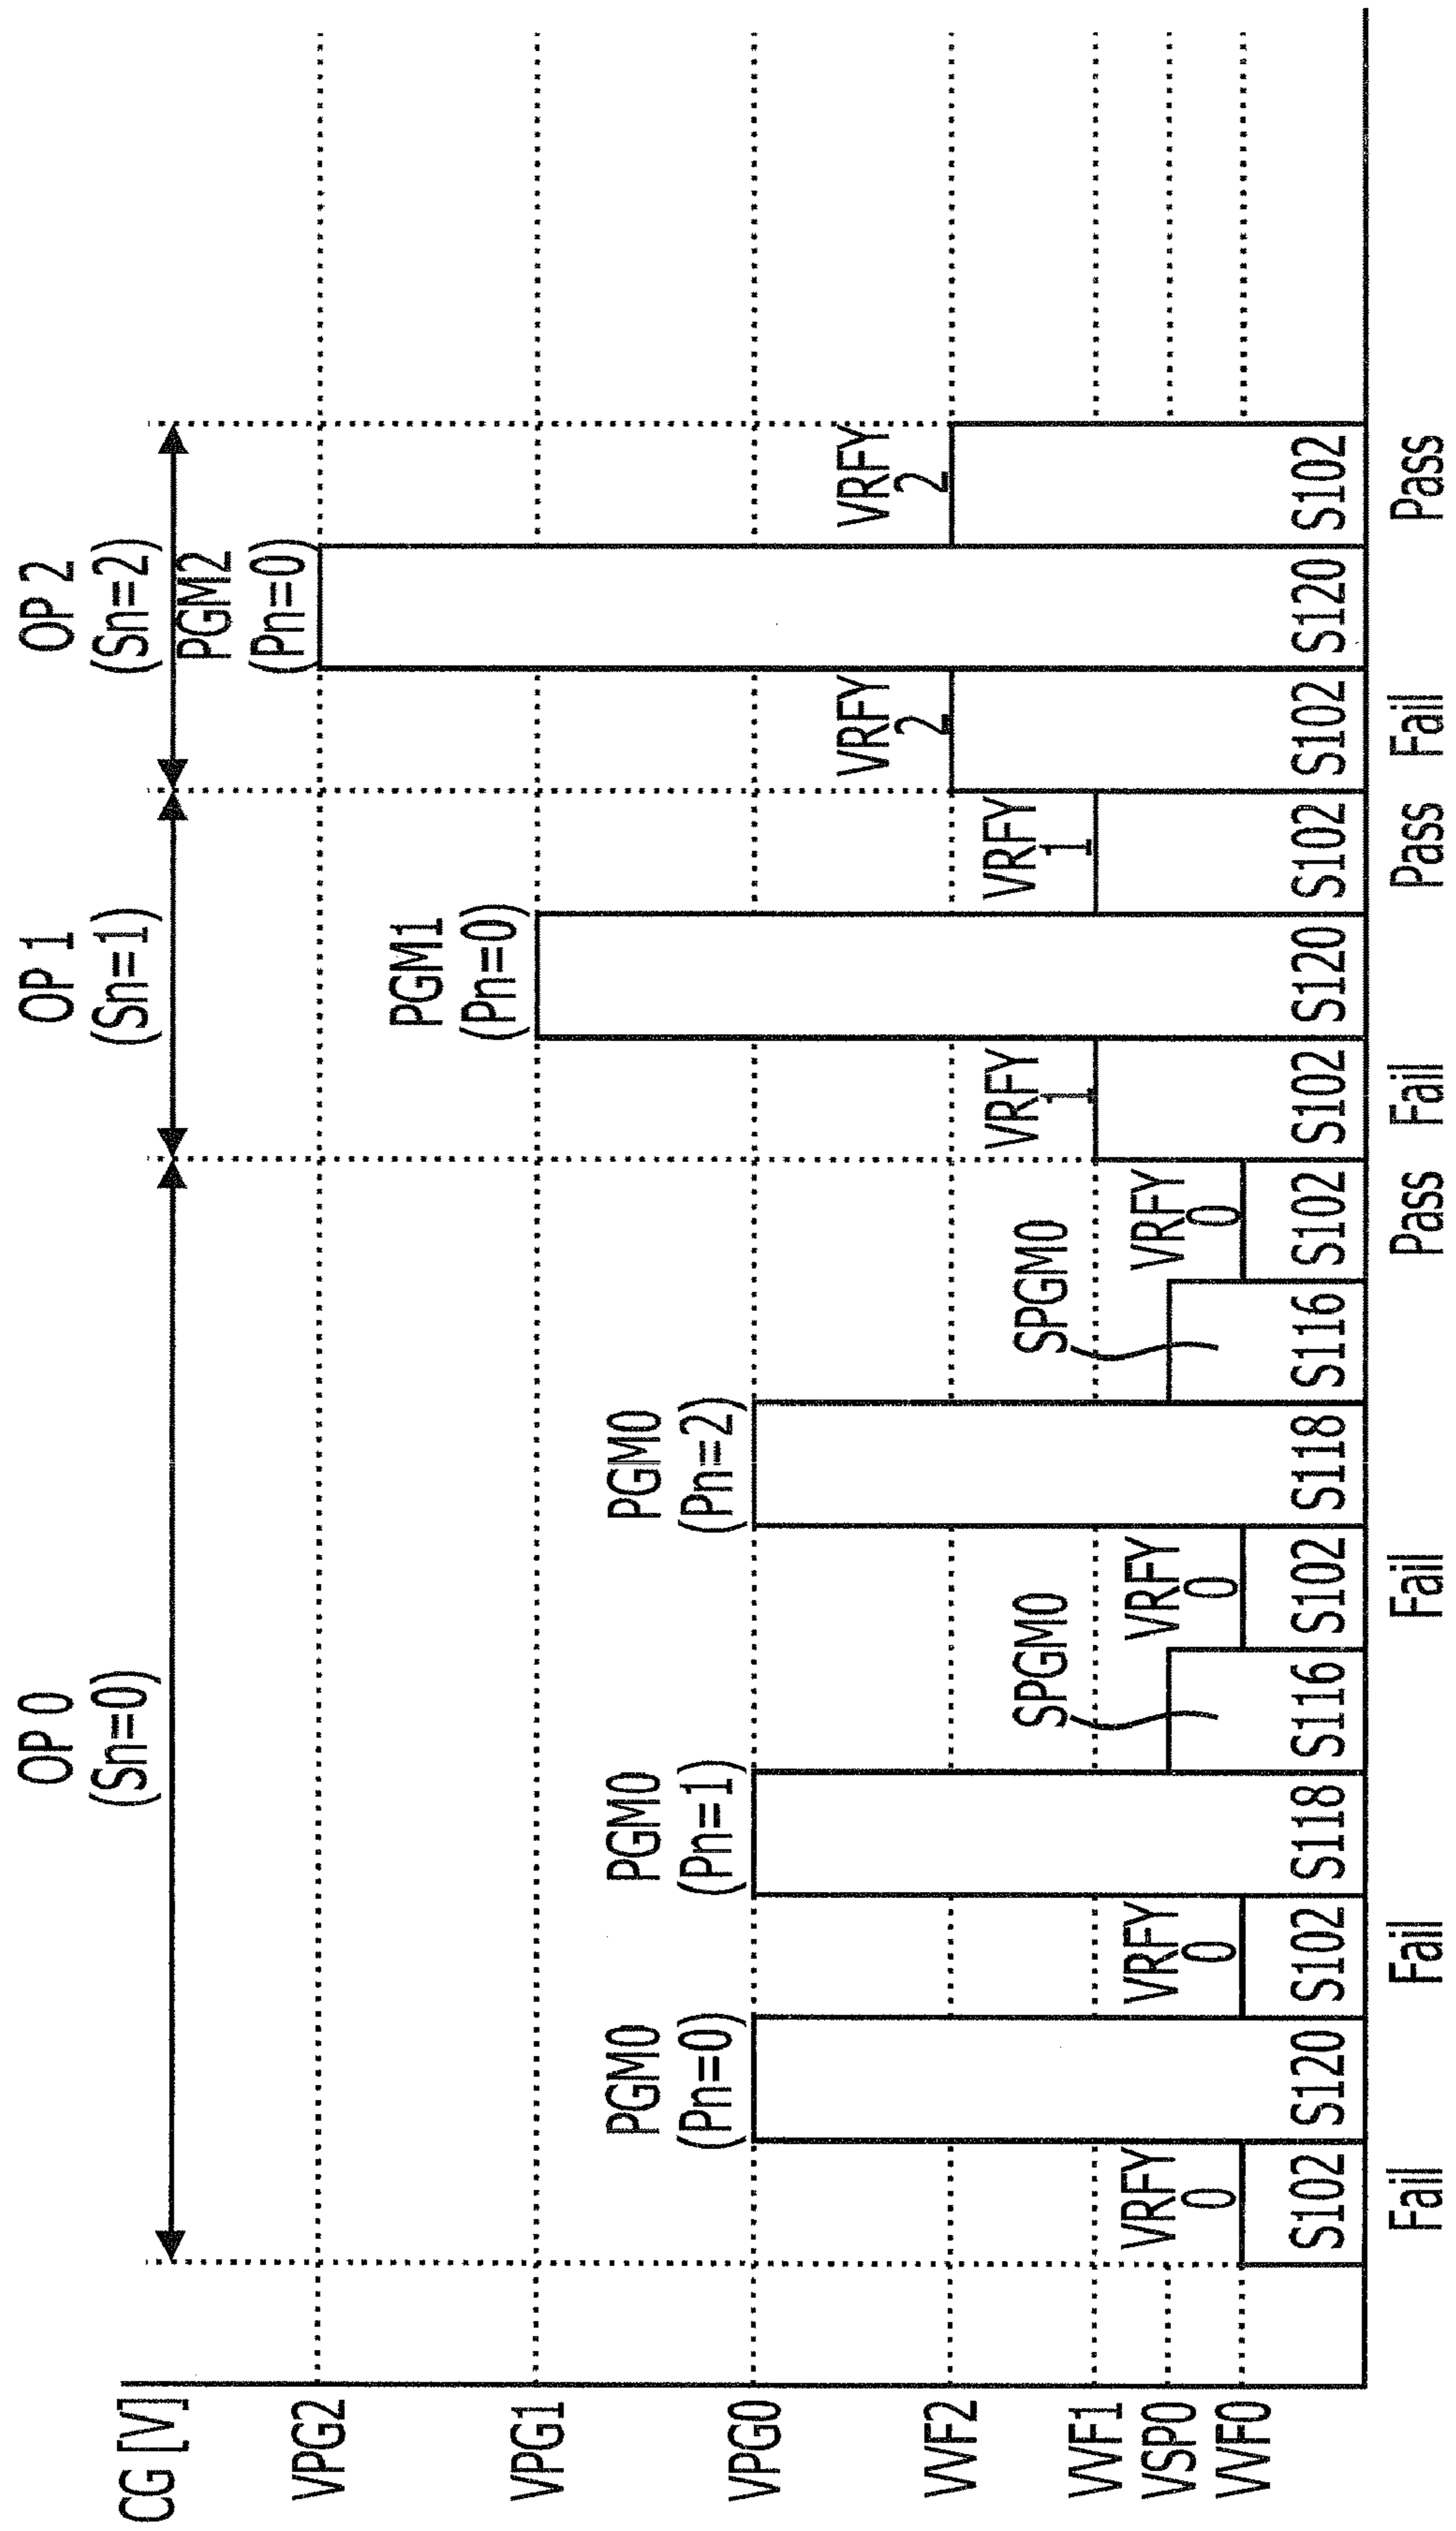 CG [V]
VPG2
VPG1
VPG0
VVF2
VVF1
VSP0
VVF0
OP 0
(Sn=0)
OP 1
(Sn=1)
OP 2
(Sn=2)
VRFY
0
S102
Fail
PGM0
(Pn=0)
S120
VRFY
0
S102
Fail
PGM0
(Pn=1)
S118
SPGM0
S116
VRFY
0
S102
Fail
PGM0
(Pn=2)
S118
SPGM0
S116
VRFY
0
S102
Pass
VRFY
1
S102
Fail
PGM1
(Pn=0)
S120
VRFY
1
S102
Pass
VRFY
2
S102
Fail
PGM2
(Pn=0)
S120
VRFY
2
S102
Pass